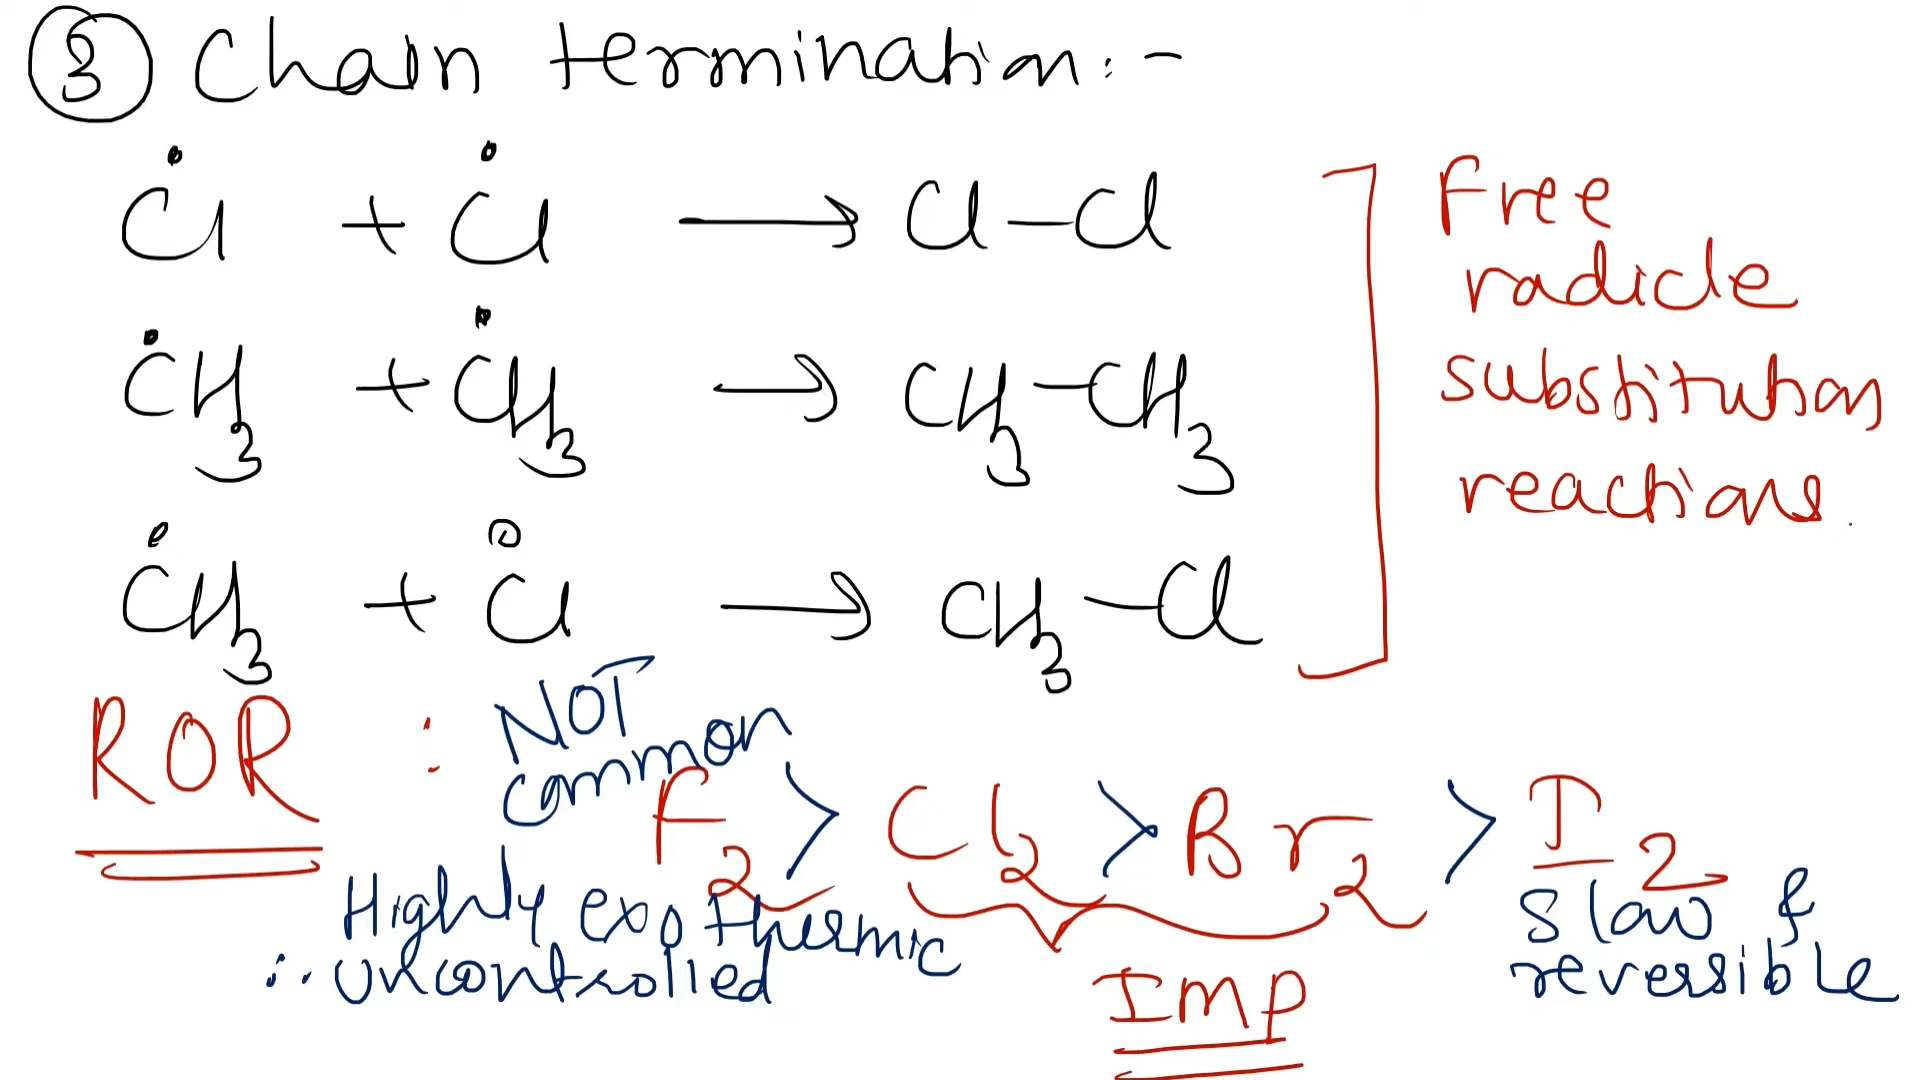 ③ Chain termination:-
Ċl + Ċl → Cl-Cl
ĊH₃ + ĊH₃ → CH₃-CH₃
ĊH₃ + Ċl → CH₃-Cl
Free
radicle
substitution
reactions.
ROR : F₂ > Cl₂ > Br₂ > I₂
NOT
common
Highly exothermic
∴ uncontrolled
IMP
slow &
reversible